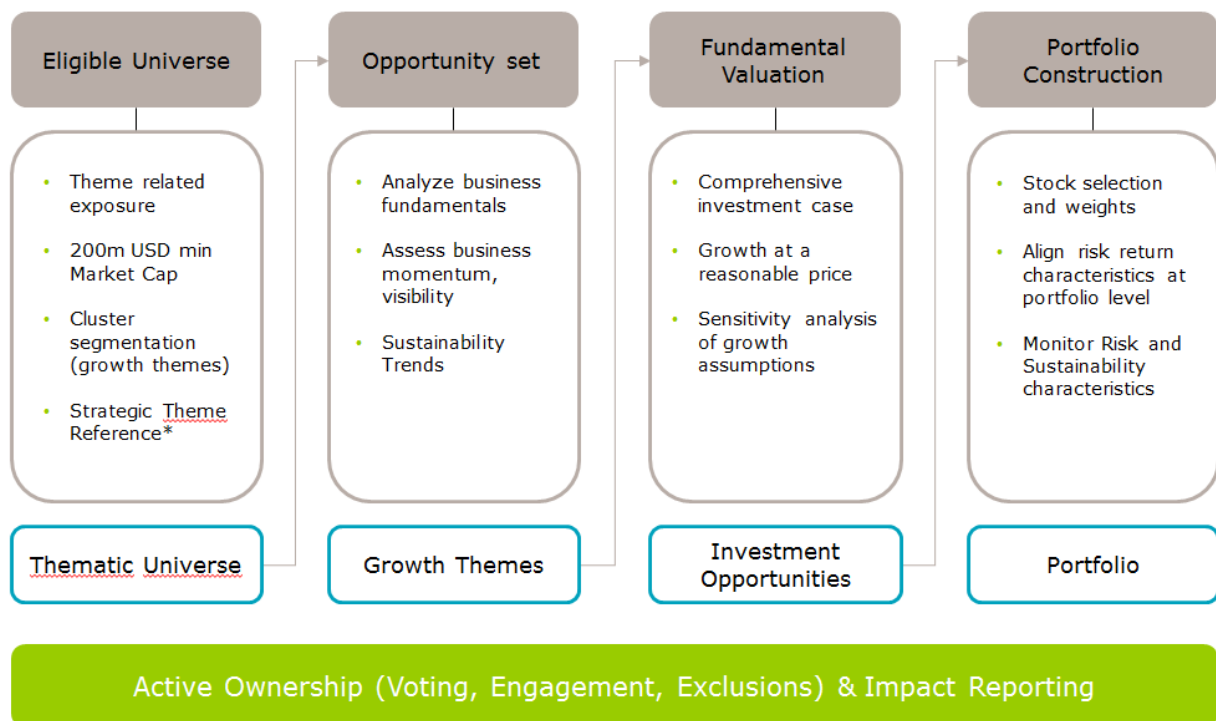 Eligible Universe
• Theme related
exposure
• 200m USD min
Market Cap
• Cluster
segmentation
(growth themes)
• Strategic Theme
Reference*
Thematic Universe
Opportunity set
• Analyze business
fundamentals
• Assess business
momentum,
visibility
• Sustainability
Trends
Growth Themes
Fundamental
Valuation
• Comprehensive
investment case
• Growth at a
reasonable price
• Sensitivity analysis
of growth
assumptions
Investment
Opportunities
Portfolio
Construction
• Stock selection
and weights
• Align risk return
characteristics at
portfolio level
• Monitor Risk and
Sustainability
characteristics
Portfolio
Active Ownership (Voting, Engagement, Exclusions) & Impact Reporting